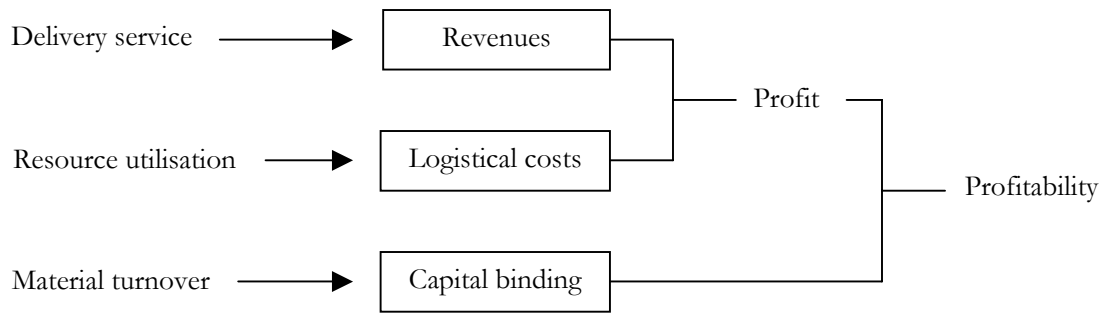 Delivery service
Revenues
Profit
Resource utilisation
Logistical costs
Profitability
Material turnover
Capital binding